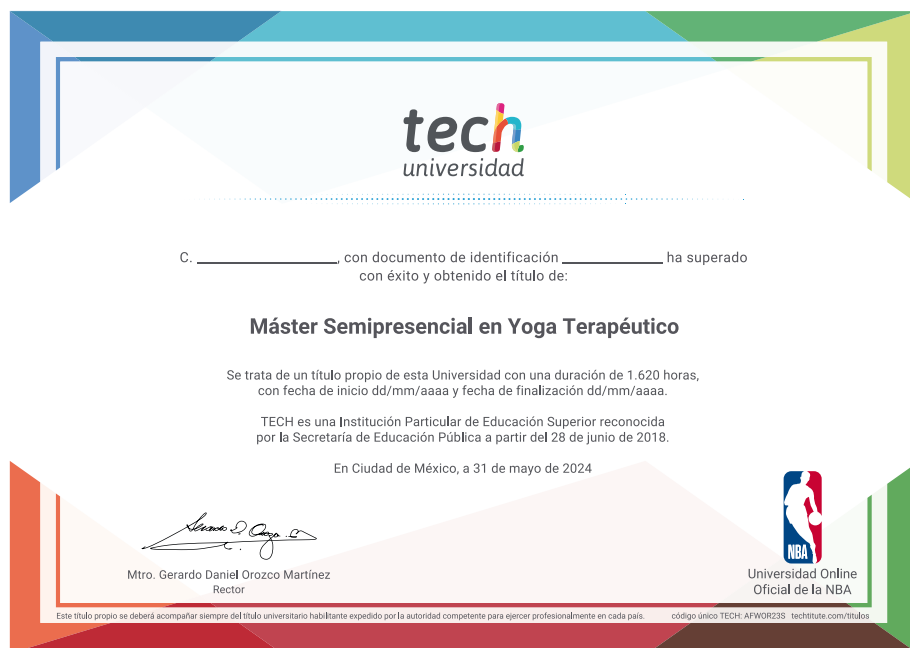 tech
universidad
C. ____________, con documento de identificación ____________ ha superado
con éxito y obtenido el título de:
Máster Semipresencial en Yoga Terapéutico
Se trata de un título propio de esta Universidad con una duración de 1.620 horas,
con fecha de inicio dd/mm/aaaa y fecha de finalización dd/mm/aaaa.
TECH es una Institución Particular de Educación Superior reconocida
por la Secretaría de Educación Pública a partir del 28 de junio de 2018.
En Ciudad de México, a 31 de mayo de 2024
Mtro. Gerardo Daniel Orozco Martínez
Rector
NBA
Universidad Online
Oficial de la NBA
Este título propio se deberá acompañar siempre del título universitario habilitante expedido por la autoridad competente para ejercer profesionalmente en cada país. código único TECH: AFWOR23S techtitute.com/titulos